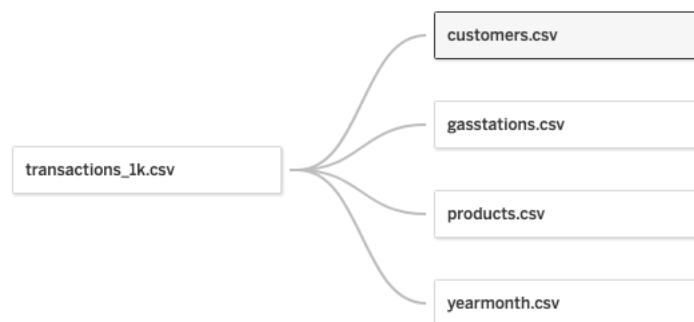 customers.csv
gasstations.csv
transactions_1k.csv
products.csv
yearmonth.csv